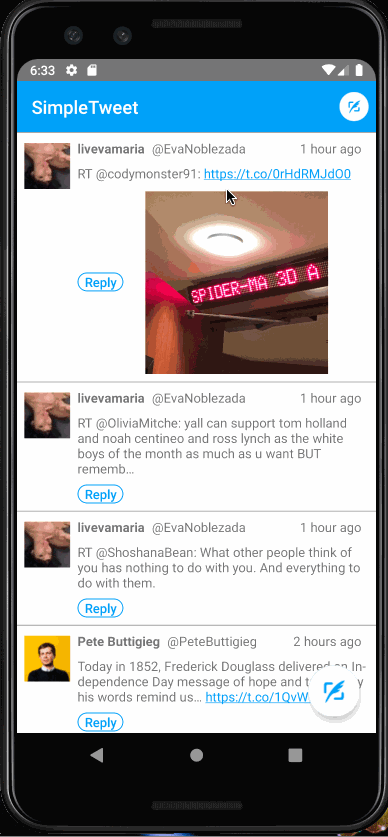 6:33
SimpleTweet
livevamaria @EvaNoblezada 1 hour ago
RT @codymonster91: https://t.co/0rHdRMJdO0
SPIDER-MA 3D A
Reply
livevamaria @EvaNoblezada 1 hour ago
RT @OliviaMitche: yall can support tom holland
and noah centineo and ross lynch as the white
boys of the month as much as u want BUT
rememb…
Reply
livevamaria @EvaNoblezada 1 hour ago
RT @ShoshanaBean: What other people think of
you has nothing to do with you. And everything to
do with them.
Reply
Pete Buttigieg @PeteButtigieg 2 hours ago
Today in 1852, Frederick Douglass delivered an In-
dependence Day message of hope and
his words remind us… https://t.co/1QvW
Reply